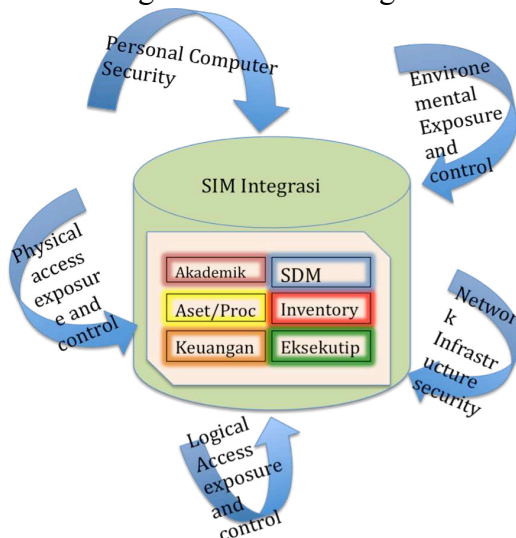 Personal Computer
Security
Environe
mental
Exposure
and
control
SIM Integrasi
Physical
access
exposur
e and
control
Akademik
SDM
Aset/Proc
Inventory
Keuangan
Eksekutip
Networ
k
Infrastr
ucture
security
Logical
Access
exposure
and
control